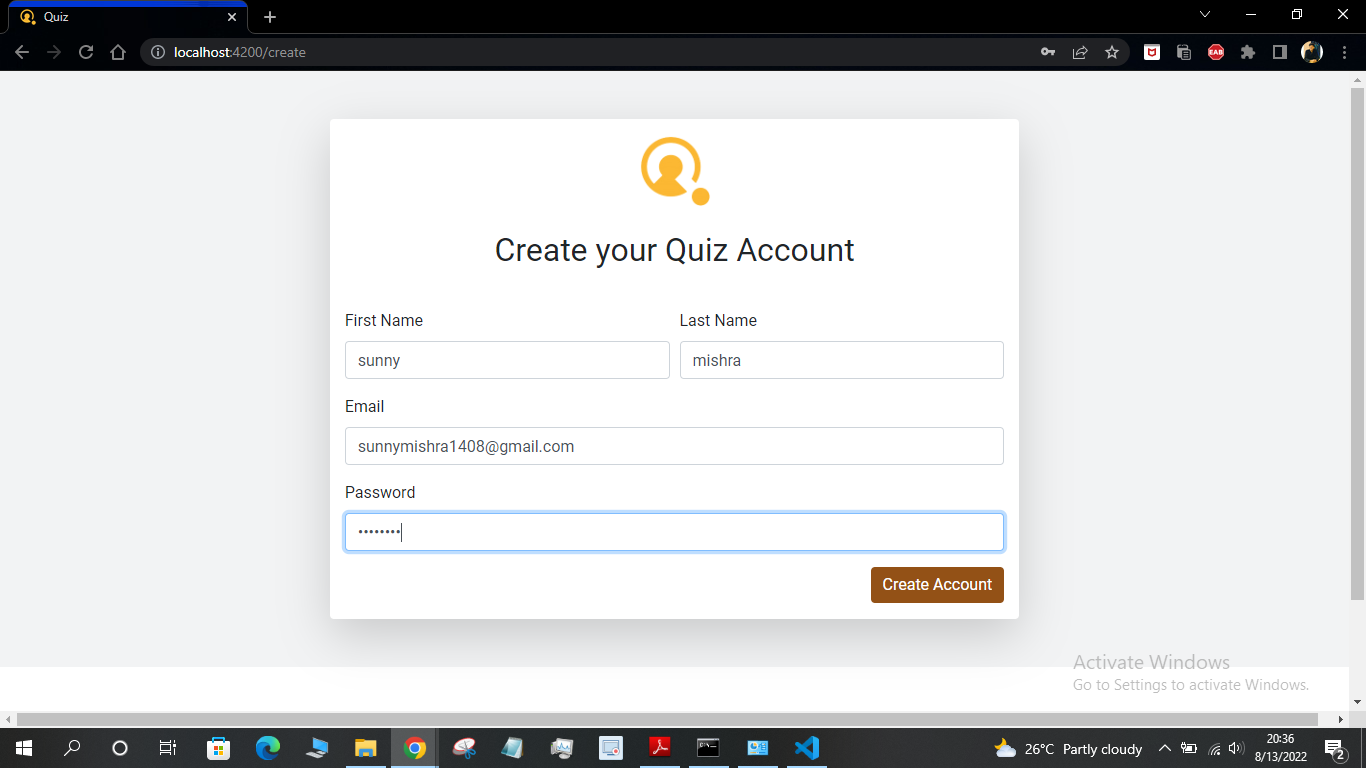 Quiz
localhost:4200/create
EAB
Create your Quiz Account
First Name
Last Name
sunny
mishra
Email
sunnymishra1408@gmail.com
Password
••••••••
Create Account
Activate Windows
Go to Settings to activate Windows.
26°C Partly cloudy
20:36
8/13/2022
2